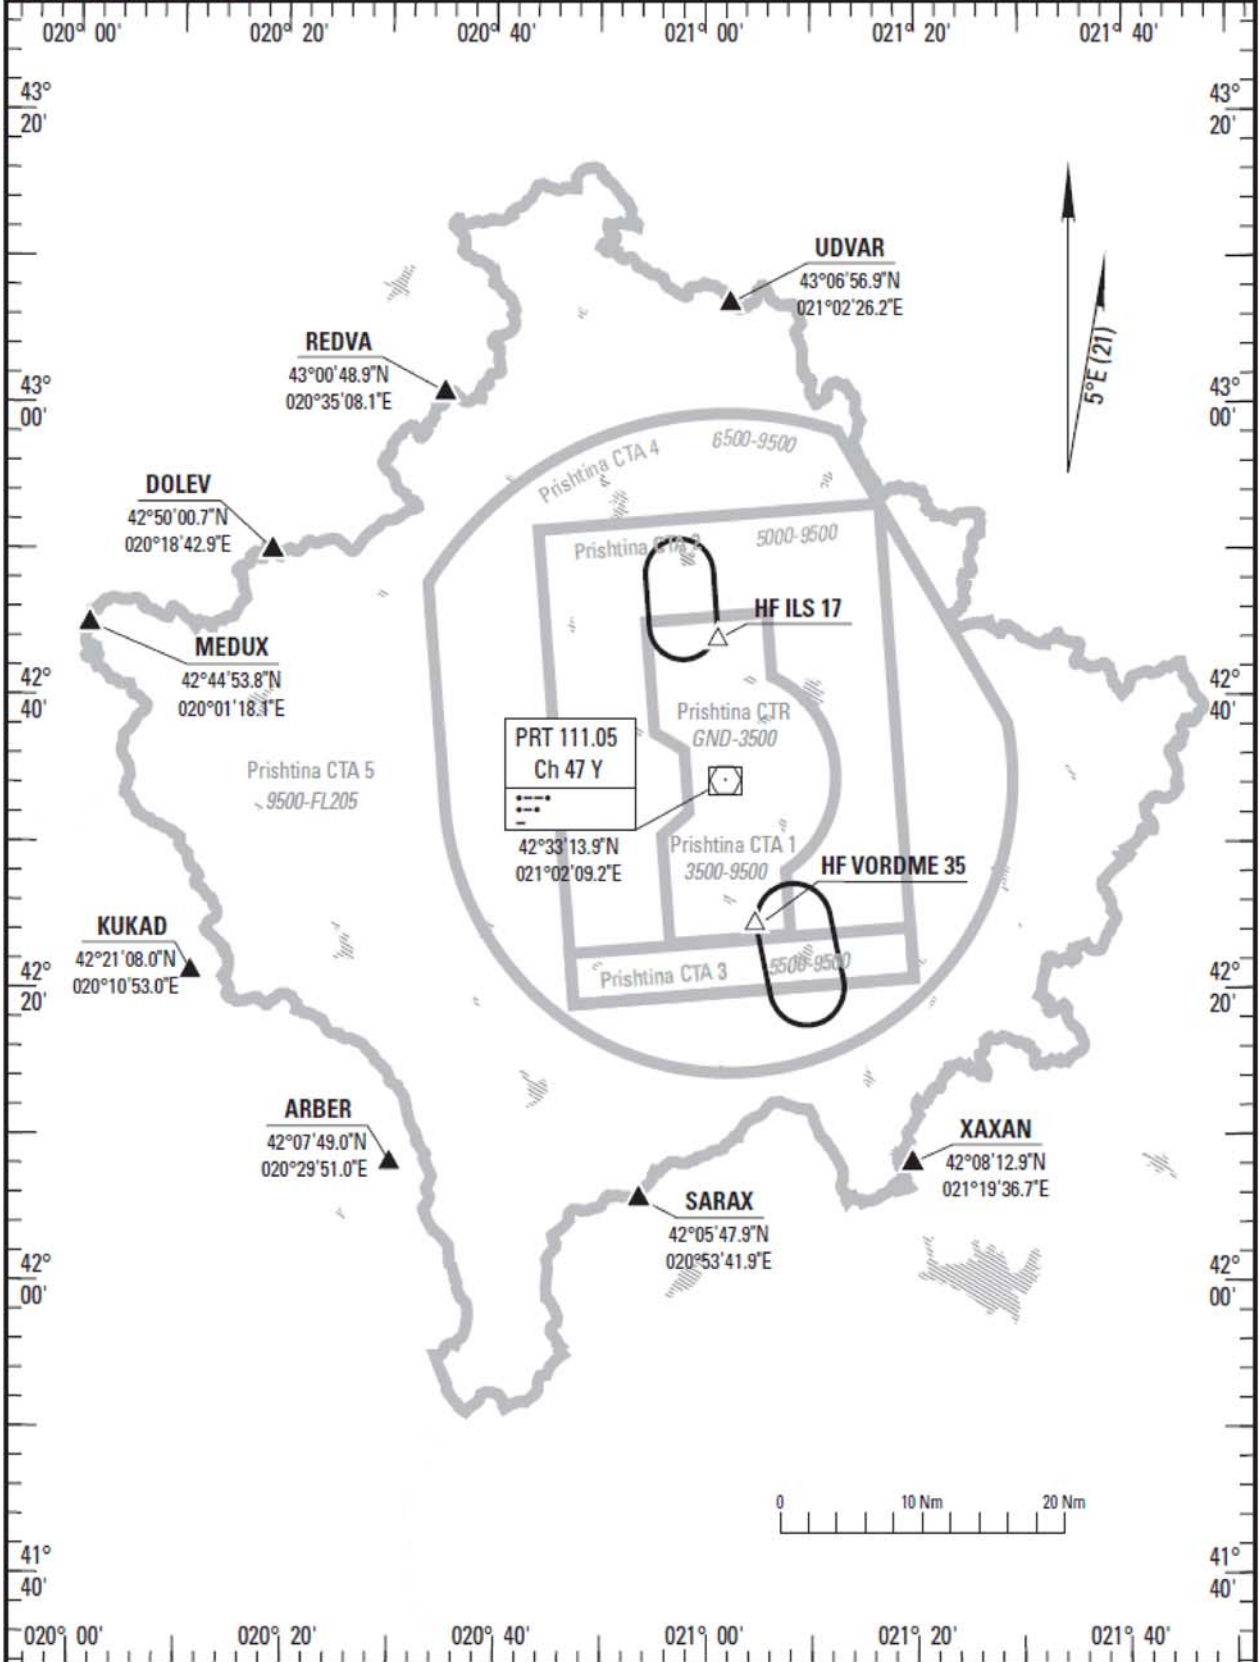 020° 00'
020° 20'
020° 40'
021° 00'
021° 20'
021° 40'
43°
20'
43°
20'
UDVAR
43°06'56.9"N
021°02'26.2"E
REDVA
43°00'48.9"N
020°35'08.1"E
5°E (21)
43°
00'
43°
00'
Prishtina CTA 4
6500-9500
DOLEV
42°50'00.7"N
020°18'42.9"E
Prishtina CTA 2
5000-9500
HF ILS 17
MEDUX
42°44'53.8"N
020°01'18.1"E
42°
40'
42°
40'
Prishtina CTR
GND-3500
PRT 111.05
Ch 47 Y
42°33'13.9"N
021°02'09.2"E
Prishtina CTA 5
9500-FL205
Prishtina CTA 1
3500-9500
HF VORDME 35
KUKAD
42°21'08.0"N
020°10'53.0"E
42°
20'
42°
20'
Prishtina CTA 3
5500-9500
ARBER
42°07'49.0"N
020°29'51.0"E
XAXAN
42°08'12.9"N
021°19'36.7"E
SARAX
42°05'47.9"N
020°53'41.9"E
42°
00'
42°
00'
0
10 Nm
20 Nm
41°
40'
41°
40'
020° 00'
020° 20'
020° 40'
021° 00'
021° 20'
021° 40'